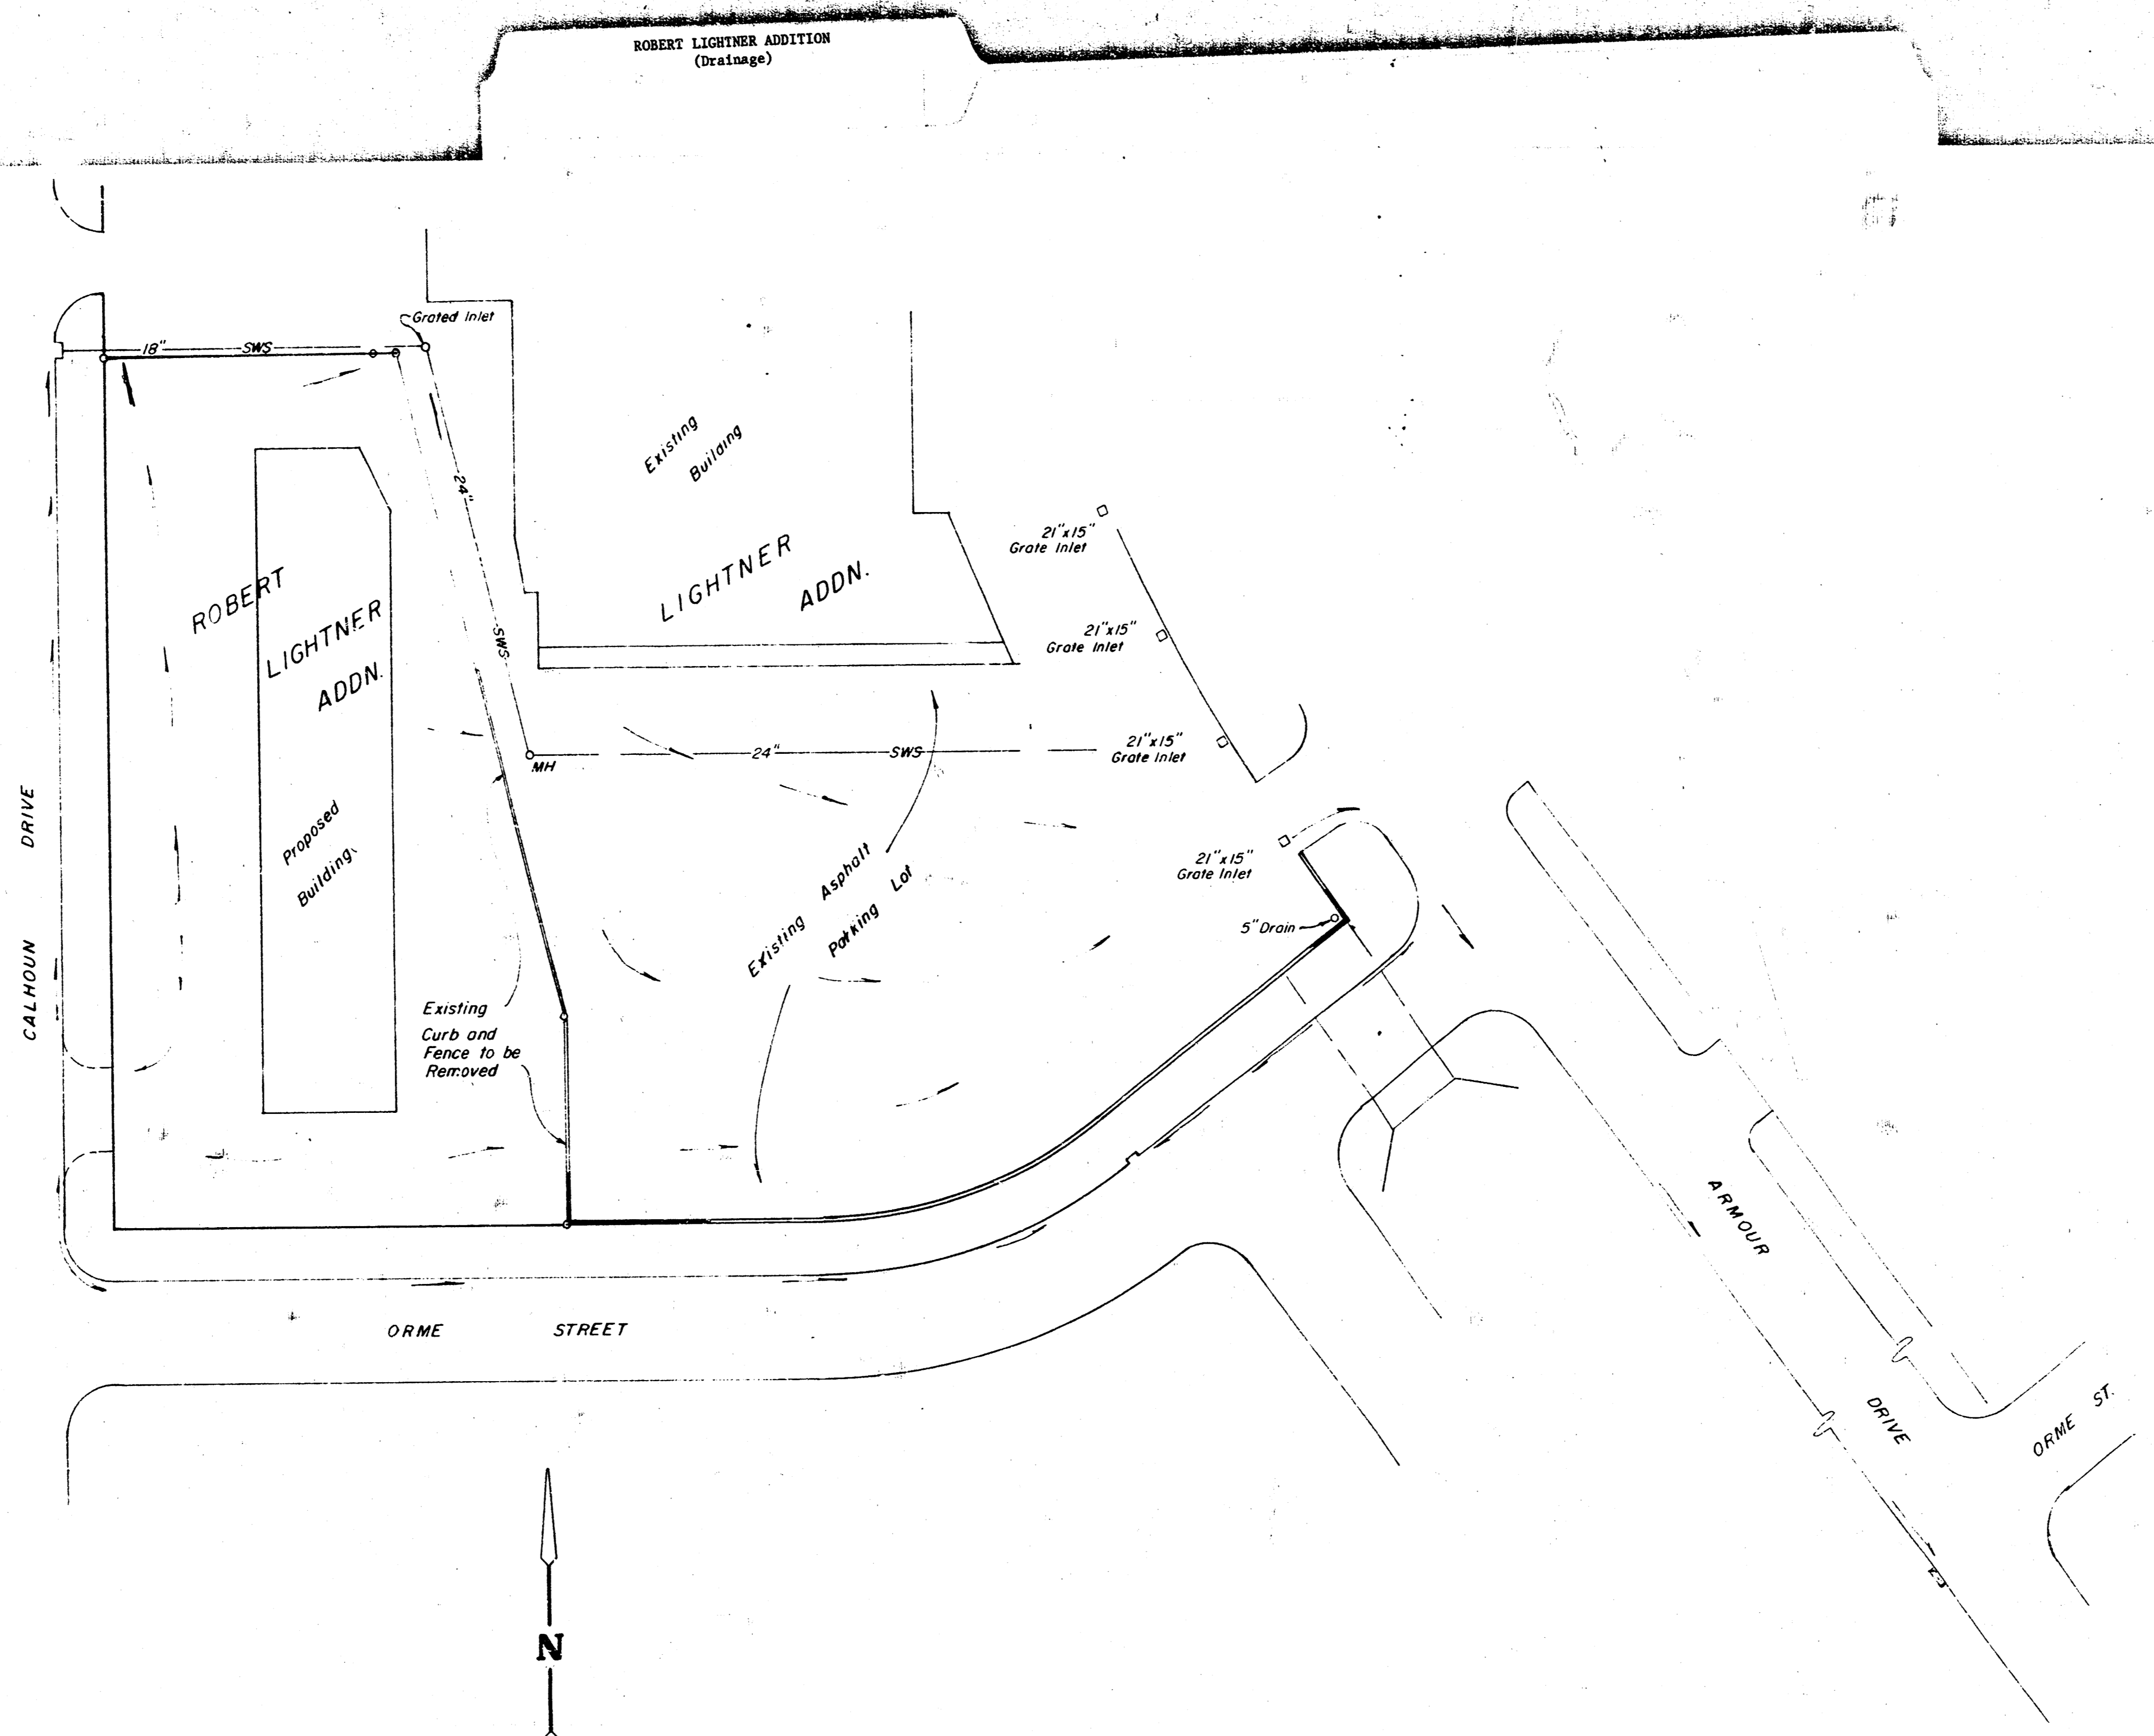 ROBERT LIGHTNER ADDITION
(Drainage)
Grated Inlet
18" SWS
24"
SWS
Existing
Building
LIGHTNER
ADDN.
21"x15"
Grate Inlet
21"x15"
Grate Inlet
21"x15"
Grate Inlet
21"x15"
Grate Inlet
5" Drain
ROBERT
LIGHTNER
ADDN.
MH
24" SWS
Proposed
Building
Existing Asphalt
Parking Lot
Existing
Curb and
Fence to be
Removed
CALHOUN DRIVE
ORME STREET
ARMOUR
DRIVE
ORME ST.
N